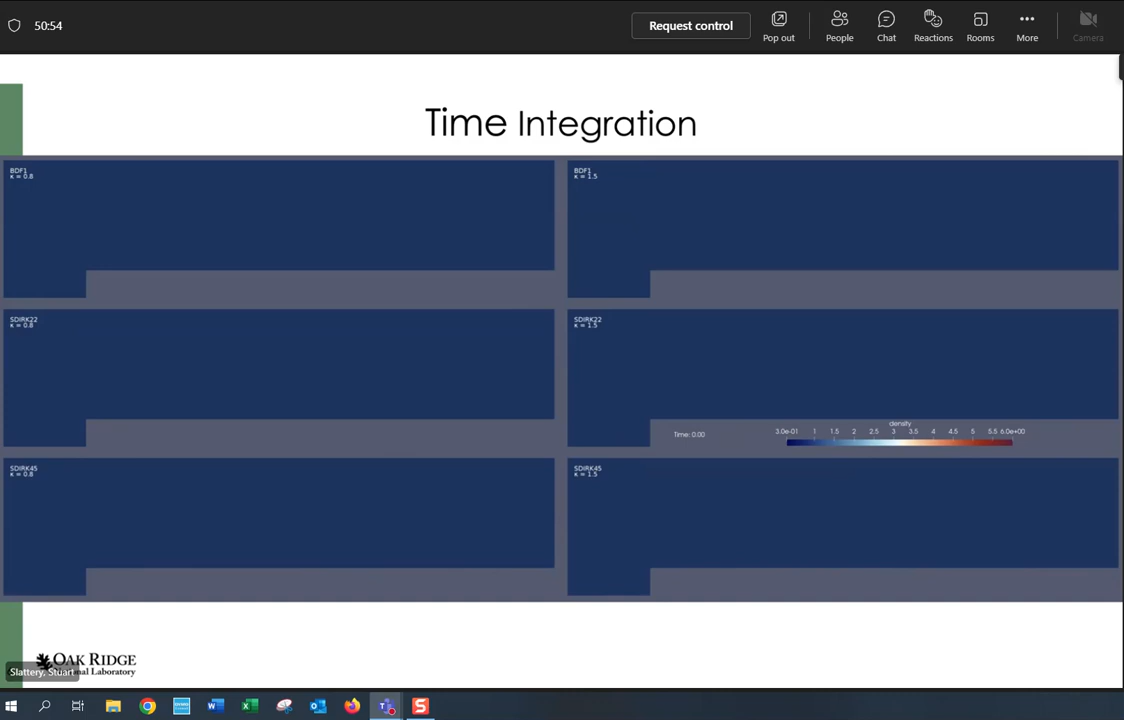 50:54
Request control
Pop out
People
Chat
Reactions
Rooms
More
Camera
Time Integration
BDF1
κ = 0.8
BDF1
κ = 1.5
SDIRK22
κ = 0.8
SDIRK22
κ = 1.5
Time: 0.00
density
3.0e-01 1 1.5 2 2.5 3 3.5 4 4.5 5 5.5 6.0e+00
SDIRK45
κ = 0.8
SDIRK45
κ = 1.5
OAK RIDGE
National Laboratory
Slattery, Stuart